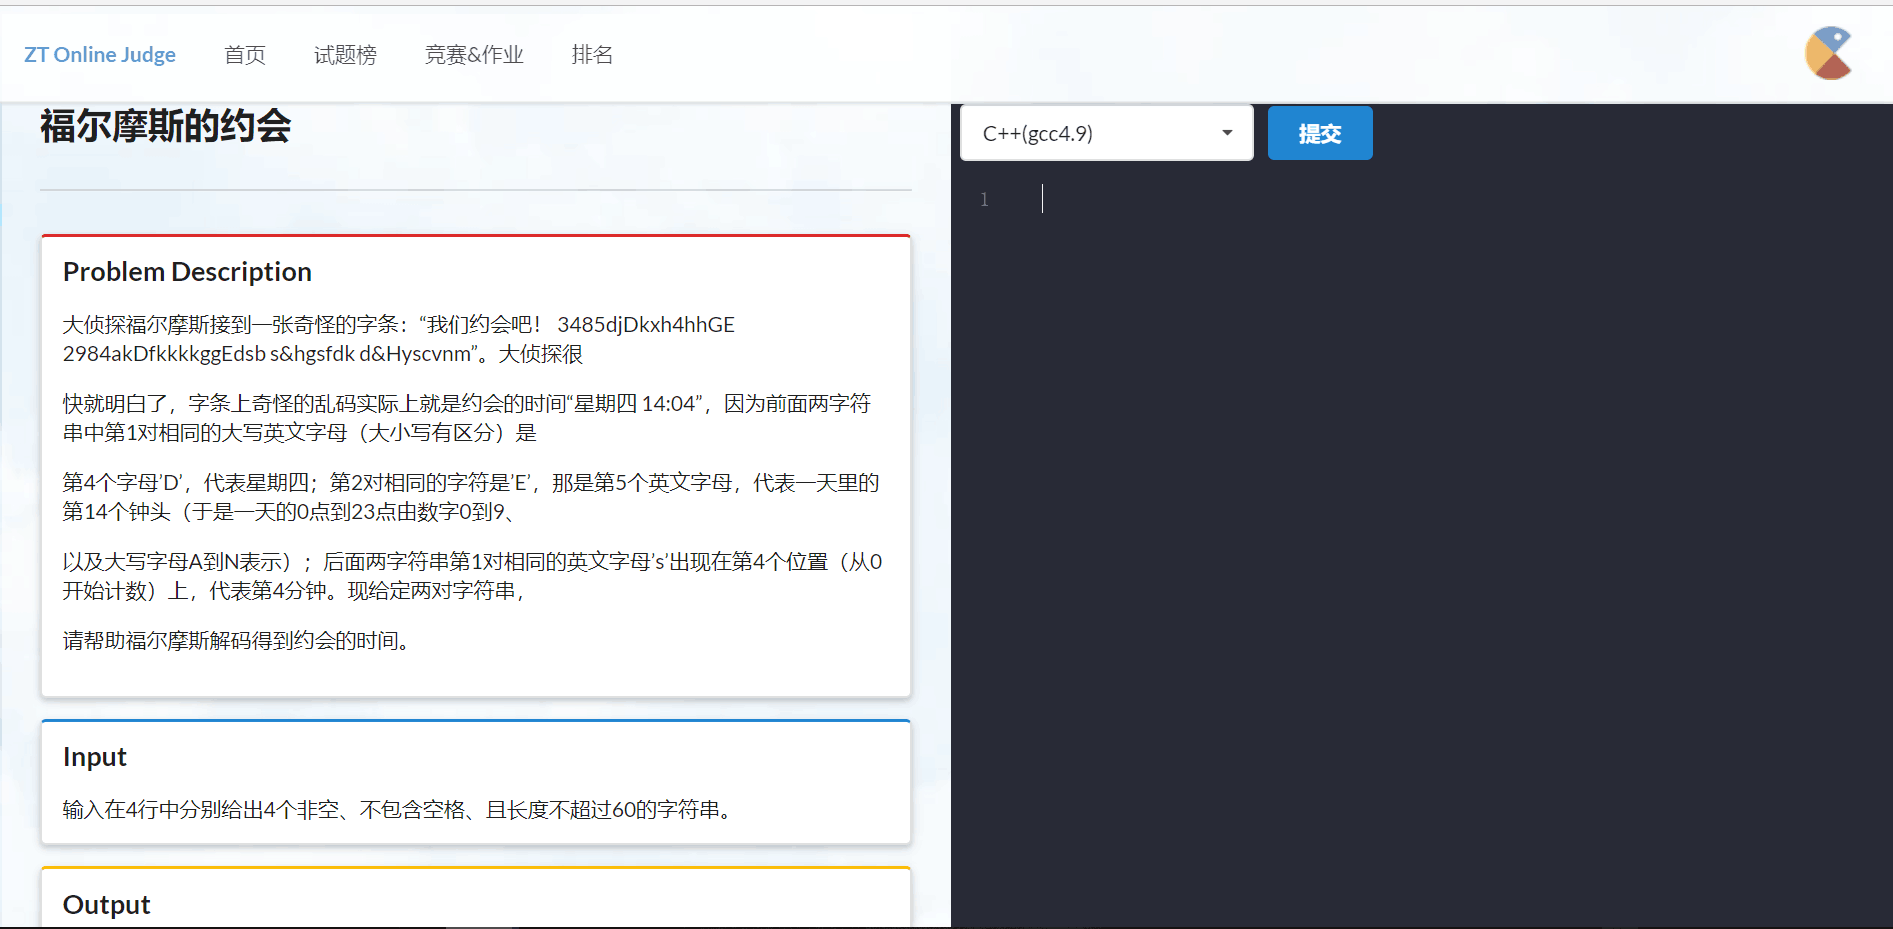 ZT Online Judge 首页 试题榜 竞赛&作业 排名
福尔摩斯的约会
C++(gcc4.9) 提交
1
Problem Description
大侦探福尔摩斯接到一张奇怪的字条：“我们约会吧！ 3485djDkxh4hhGE
2984akDfkkkkggEdsb s&hgsfdk d&Hyscvnm”。大侦探很
快就明白了，字条上奇怪的乱码实际上就是约会的时间“星期四 14:04”，因为前面两字符
串中第1对相同的大写英文字母（大小写有区分）是
第4个字母’D’，代表星期四；第2对相同的字符是’E’，那是第5个英文字母，代表一天里的
第14个钟头（于是一天的0点到23点由数字0到9、
以及大写字母A到N表示）；后面两字符串第1对相同的英文字母’s’出现在第4个位置（从0
开始计数）上，代表第4分钟。现给定两对字符串，
请帮助福尔摩斯解码得到约会的时间。
Input
输入在4行中分别给出4个非空、不包含空格、且长度不超过60的字符串。
Output